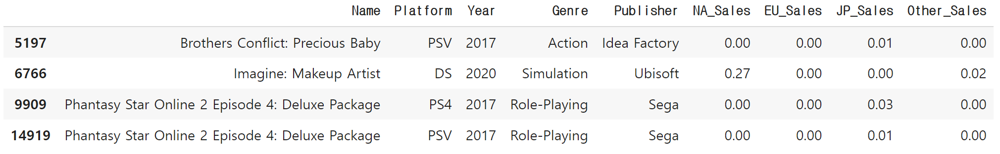 Name Platform Year Genre Publisher NA_Sales EU_Sales JP_Sales Other_Sales
5197 Brothers Conflict: Precious Baby PSV 2017 Action Idea Factory 0.00 0.00 0.01 0.00
6766 Imagine: Makeup Artist DS 2020 Simulation Ubisoft 0.27 0.00 0.00 0.02
9909 Phantasy Star Online 2 Episode 4: Deluxe Package PS4 2017 Role-Playing Sega 0.00 0.00 0.03 0.00
14919 Phantasy Star Online 2 Episode 4: Deluxe Package PSV 2017 Role-Playing Sega 0.00 0.00 0.01 0.00